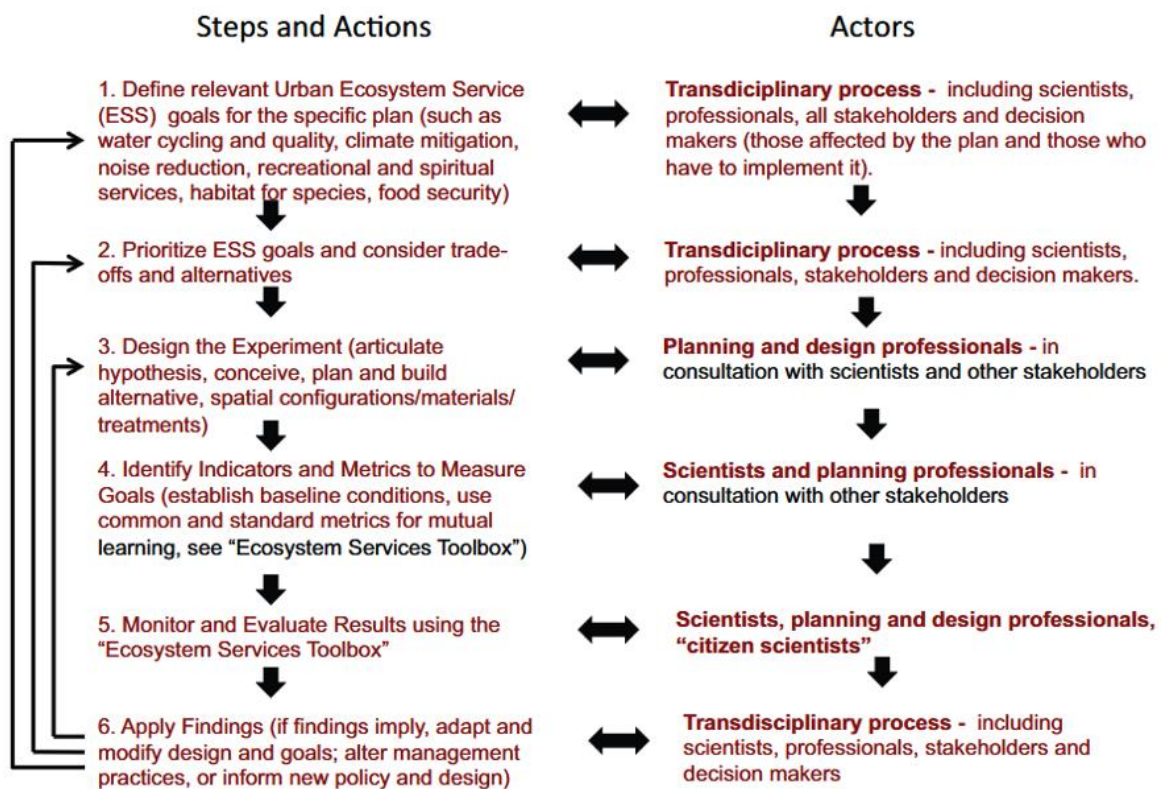 Steps and Actions
Actors
1. Define relevant Urban Ecosystem Service
(ESS) goals for the specific plan (such as
water cycling and quality, climate mitigation,
noise reduction, recreational and spiritual
services, habitat for species, food security)
Transdiciplinary process - including scientists,
professionals, all stakeholders and decision
makers (those affected by the plan and those who
have to implement it).
2. Prioritize ESS goals and consider trade-
offs and alternatives
Transdiciplinary process - including scientists,
professionals, stakeholders and decision makers.
3. Design the Experiment (articulate
hypothesis, conceive, plan and build
alternative, spatial configurations/materials/
treatments)
Planning and design professionals - in
consultation with scientists and other stakeholders
4. Identify Indicators and Metrics to Measure
Goals (establish baseline conditions, use
common and standard metrics for mutual
learning, see “Ecosystem Services Toolbox”)
Scientists and planning professionals - in
consultation with other stakeholders
5. Monitor and Evaluate Results using the
“Ecosystem Services Toolbox”
Scientists, planning and design professionals,
“citizen scientists”
6. Apply Findings (if findings imply, adapt and
modify design and goals; alter management
practices, or inform new policy and design)
Transdisciplinary process - including
scientists, professionals, stakeholders and
decision makers